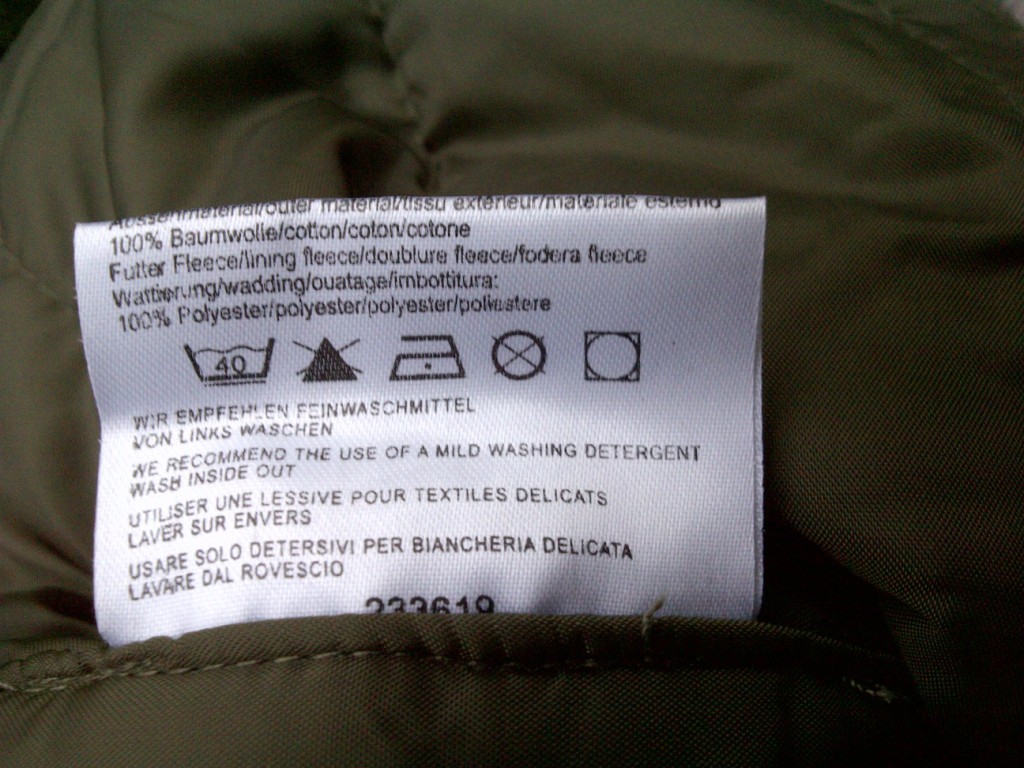 Aussenmaterial/outer material/tissu exterieur/materiale esterno
100% Baumwolle/cotton/coton/cotone
Futter Fleece/lining fleece/doublure fleece/fodera fleece
Wattierung/wadding/ouatage/imbottitura:
100% Polyester/polyester/polyester/poliestere
40
WIR EMPFEHLEN FEINWASCHMITTEL
VON LINKS WASCHEN
WE RECOMMEND THE USE OF A MILD WASHING DETERGENT
WASH INSIDE OUT
UTILISER UNE LESSIVE POUR TEXTILES DELICATS
LAVER SUR ENVERS
USARE SOLO DETERSIVI PER BIANCHERIA DELICATA
LAVARE DAL ROVESCIO
233619